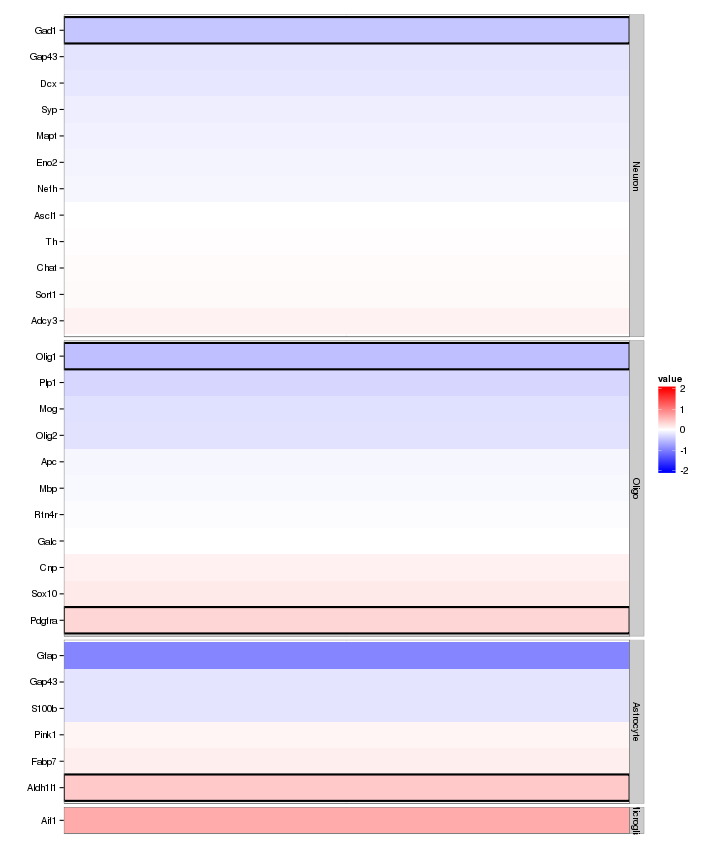 Gad1
Gap43
Dcx
Syp
Mapt
Eno2
Nefh
Ascl1
Th
Chat
Sort1
Adcy3
Neuron
Olig1
Plp1
Mog
Olig2
Apc
Mbp
Rtn4r
Galc
Cnp
Sox10
Pdgfra
Oligo
Gfap
Gap43
S100b
Pink1
Fabp7
Aldh1l1
Astrocyte
Aif1
value
2
1
0
-1
-2